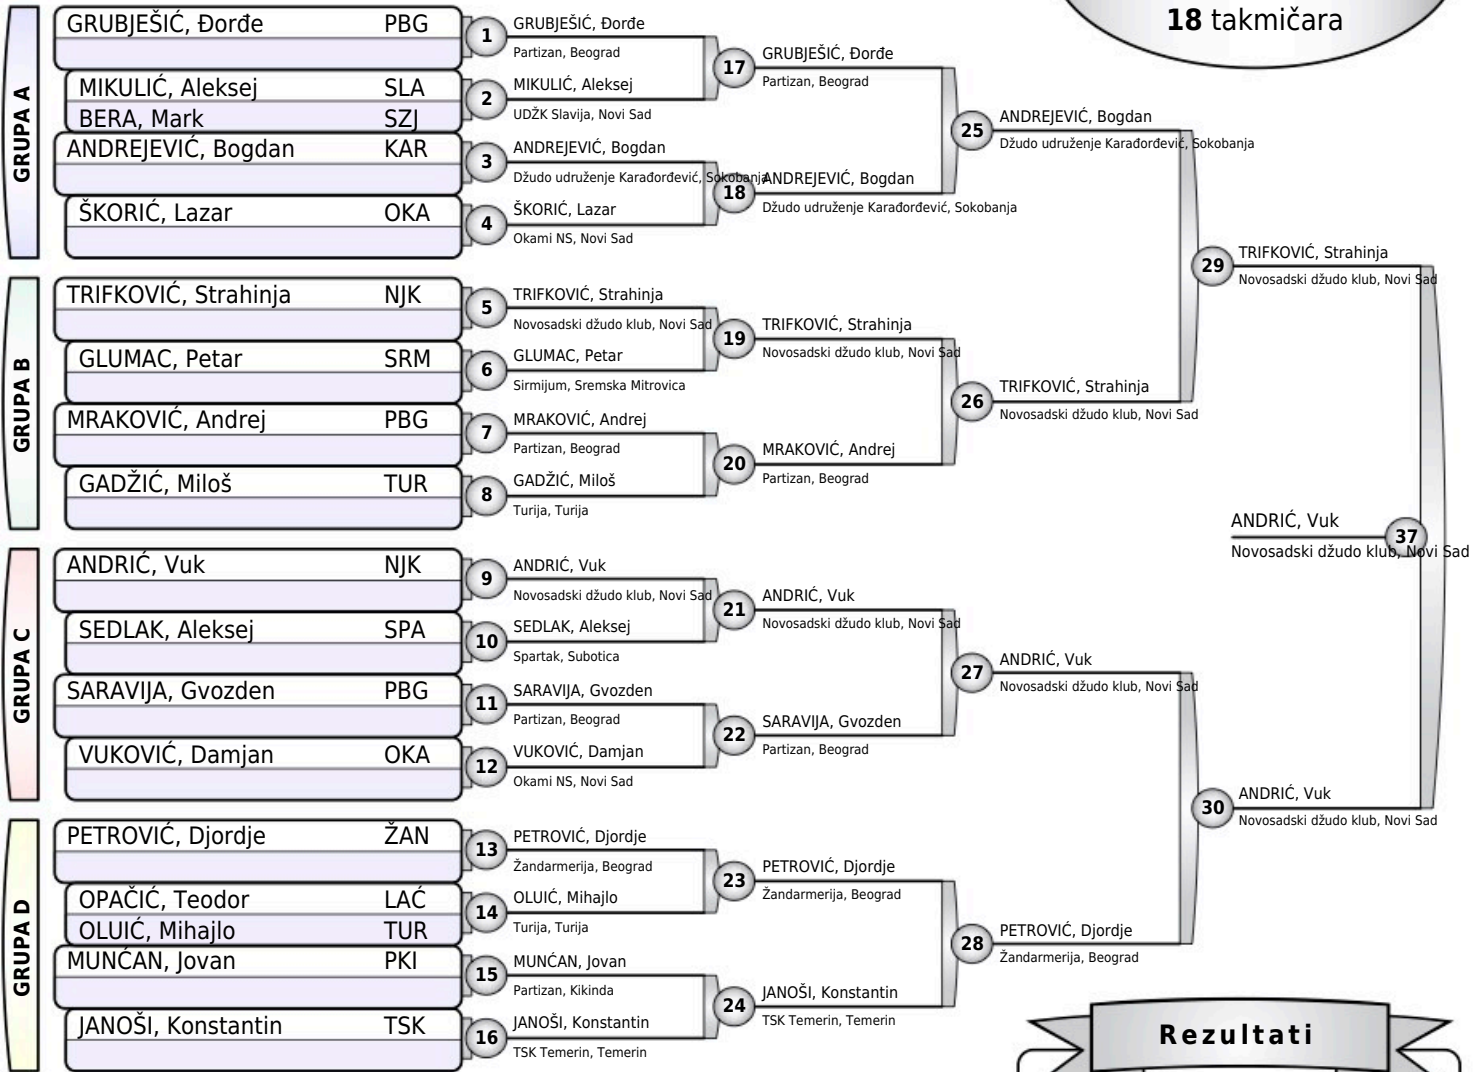 18 takmičara
GRUPA A
GRUBJEŠIĆ, Đorđe PBG
MIKULIĆ, Aleksej SLA
BERA, Mark SZJ
ANDREJEVIĆ, Bogdan KAR
ŠKORIĆ, Lazar OKA
1 GRUBJEŠIĆ, Đorđe
Partizan, Beograd
2 MIKULIĆ, Aleksej
UDŽK Slavija, Novi Sad
3 ANDREJEVIĆ, Bogdan
Džudo udruženje Karađorđević, Sokobanja
4 ŠKORIĆ, Lazar
Okami NS, Novi Sad
17 GRUBJEŠIĆ, Đorđe
Partizan, Beograd
18 ANDREJEVIĆ, Bogdan
Džudo udruženje Karađorđević, Sokobanja
25 ANDREJEVIĆ, Bogdan
Džudo udruženje Karađorđević, Sokobanja
GRUPA B
TRIFKOVIĆ, Strahinja NJK
GLUMAC, Petar SRM
MRAKOVIĆ, Andrej PBG
GADŽIĆ, Miloš TUR
5 TRIFKOVIĆ, Strahinja
Novosadski džudo klub, Novi Sad
6 GLUMAC, Petar
Sirmijum, Sremska Mitrovica
7 MRAKOVIĆ, Andrej
Partizan, Beograd
8 GADŽIĆ, Miloš
Turija, Turija
19 TRIFKOVIĆ, Strahinja
Novosadski džudo klub, Novi Sad
20 MRAKOVIĆ, Andrej
Partizan, Beograd
26 TRIFKOVIĆ, Strahinja
Novosadski džudo klub, Novi Sad
29 TRIFKOVIĆ, Strahinja
Novosadski džudo klub, Novi Sad
GRUPA C
ANDRIĆ, Vuk NJK
SEDLAK, Aleksej SPA
SARAVIJA, Gvozden PBG
VUKOVIĆ, Damjan OKA
9 ANDRIĆ, Vuk
Novosadski džudo klub, Novi Sad
10 SEDLAK, Aleksej
Spartak, Subotica
11 SARAVIJA, Gvozden
Partizan, Beograd
12 VUKOVIĆ, Damjan
Okami NS, Novi Sad
21 ANDRIĆ, Vuk
Novosadski džudo klub, Novi Sad
22 SARAVIJA, Gvozden
Partizan, Beograd
27 ANDRIĆ, Vuk
Novosadski džudo klub, Novi Sad
GRUPA D
PETROVIĆ, Djordje ŽAN
OPAČIĆ, Teodor LAĆ
OLUIĆ, Mihajlo TUR
MUNĆAN, Jovan PKI
JANOŠI, Konstantin TSK
13 PETROVIĆ, Djordje
Žandarmerija, Beograd
14 OLUIĆ, Mihajlo
Turija, Turija
15 MUNĆAN, Jovan
Partizan, Kikinda
16 JANOŠI, Konstantin
TSK Temerin, Temerin
23 PETROVIĆ, Djordje
Žandarmerija, Beograd
24 JANOŠI, Konstantin
TSK Temerin, Temerin
28 PETROVIĆ, Djordje
Žandarmerija, Beograd
30 ANDRIĆ, Vuk
Novosadski džudo klub, Novi Sad
ANDRIĆ, Vuk 37
Novosadski džudo klub, Novi Sad
Rezultati